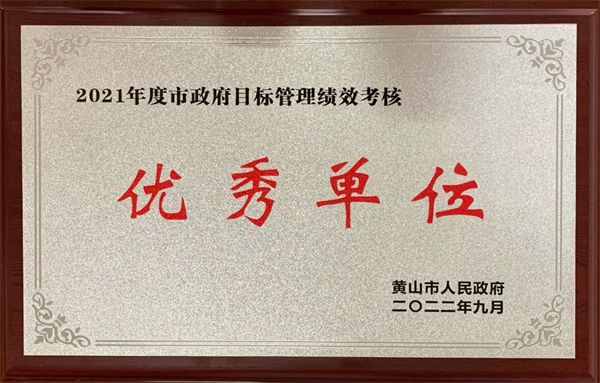 2021年度市政府目标管理绩效考核
优秀单位
黄山市人民政府
二〇二二年九月